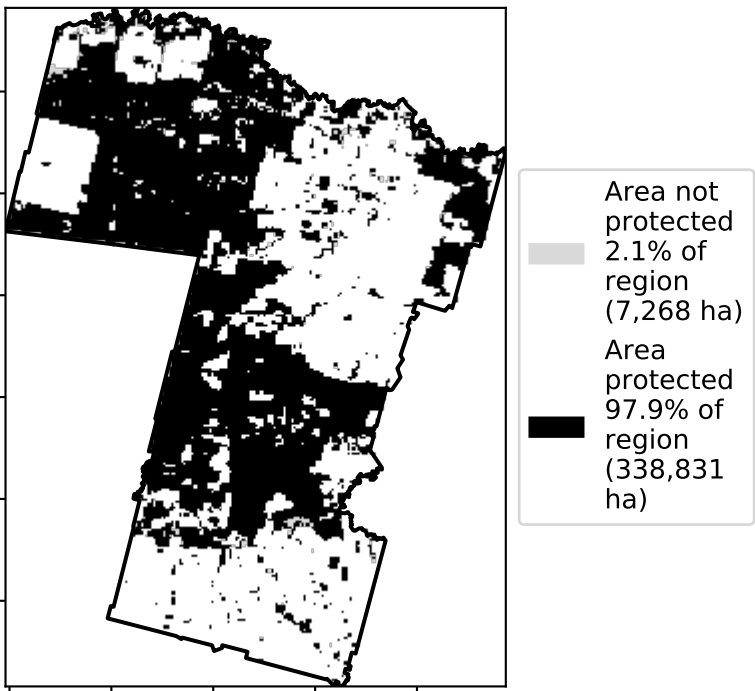 Area not
protected
2.1% of
region
(7,268 ha)
Area
protected
97.9% of
region
(338,831
ha)